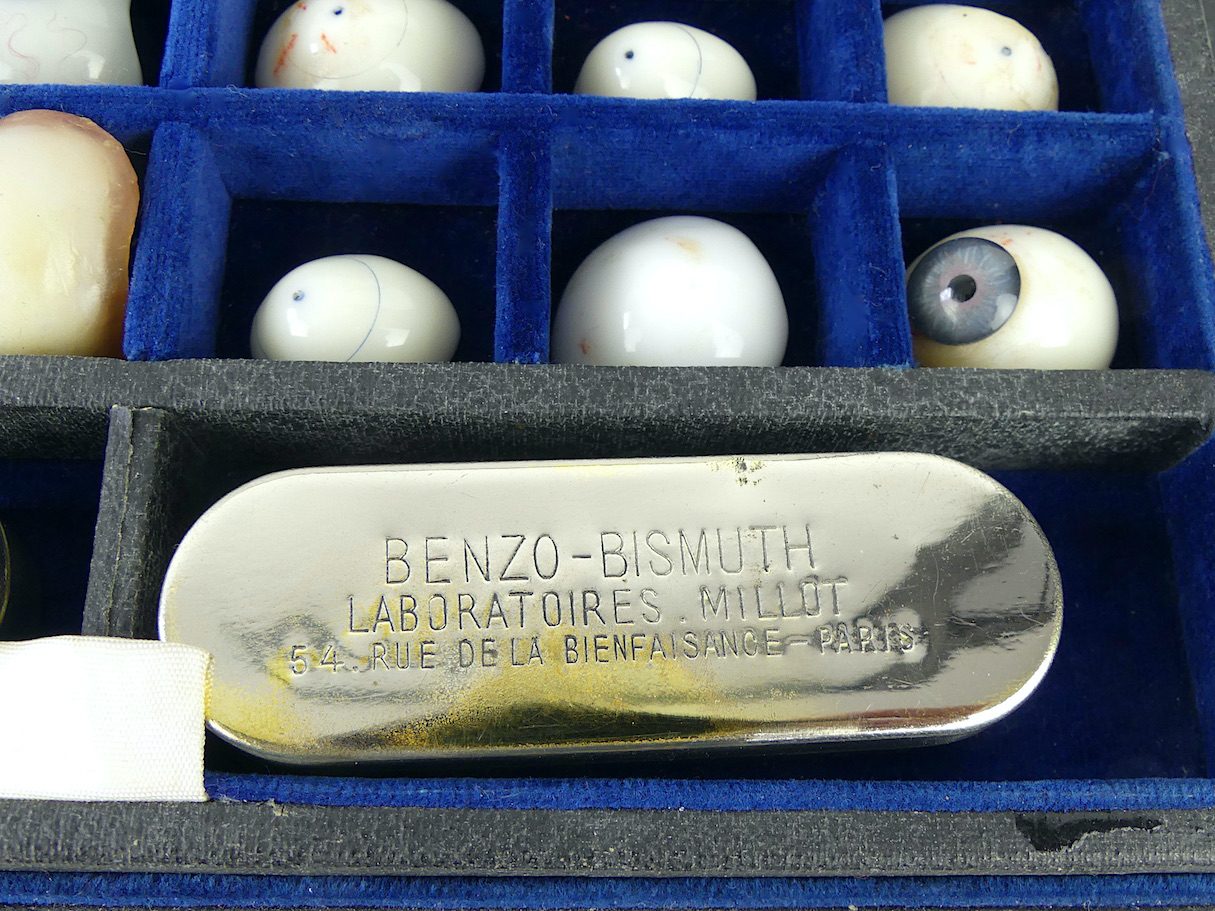 BENZO-BISMUTH
LABORATOIRES. MILLOT
54. RUE DE LA BIENFAISANCE-PARIS